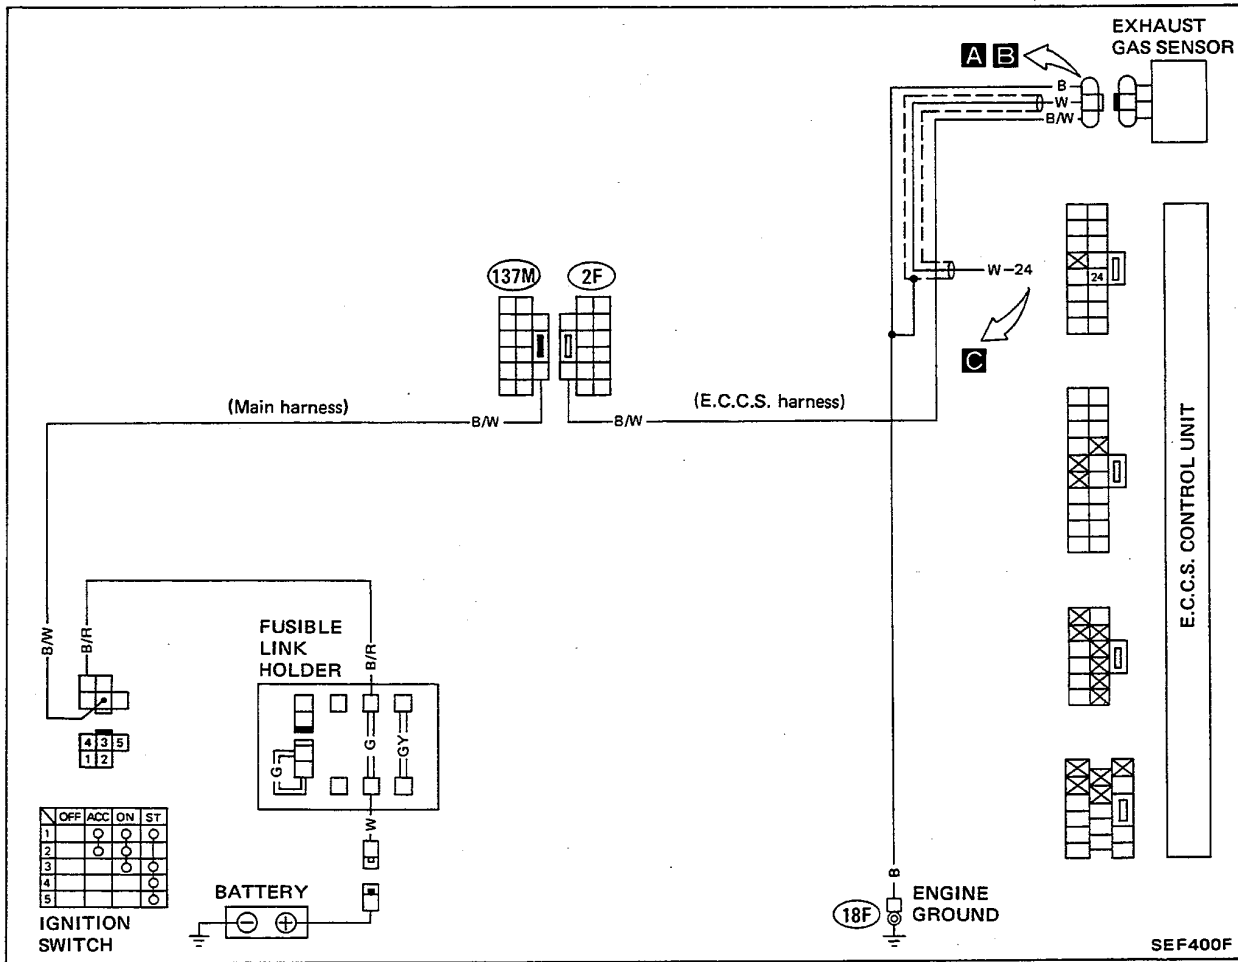 EXHAUST
GAS SENSOR
A B
B
W
B/W
W-24
24
C
137M
2F
(Main harness)
B/W
B/W
(E.C.C.S. harness)
E.C.C.S. CONTROL UNIT
B/W
B/R
FUSIBLE
LINK
HOLDER
B/R
G
G
GY
W
4 3 5
1 2
OFF ACC ON ST
1
2
3
4
5
IGNITION
SWITCH
BATTERY
B
18F
ENGINE
GROUND
SEF400F